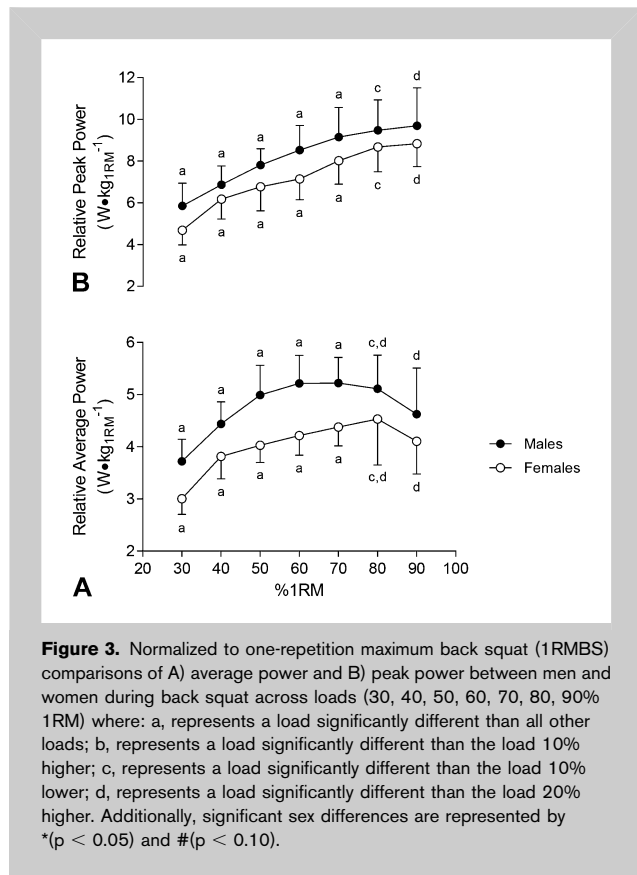 12
10
8
6
4
2
Relative Peak Power
(W•kg1RM-1)
a a a a a c d
a a a a a c d
B
6
5
4
3
2
Relative Average Power
(W•kg1RM-1)
a a a a a c,d d
a a a a a c,d d
Males
Females
20 30 40 50 60 70 80 90 100
A
%1RM
Figure 3. Normalized to one-repetition maximum back squat (1RMBS)
comparisons of A) average power and B) peak power between men and
women during back squat across loads (30, 40, 50, 60, 70, 80, 90%
1RM) where: a, represents a load significantly different than all other
loads; b, represents a load significantly different than the load 10%
higher; c, represents a load significantly different than the load 10%
lower; d, represents a load significantly different than the load 20%
higher. Additionally, significant sex differences are represented by
*(p < 0.05) and #(p < 0.10).